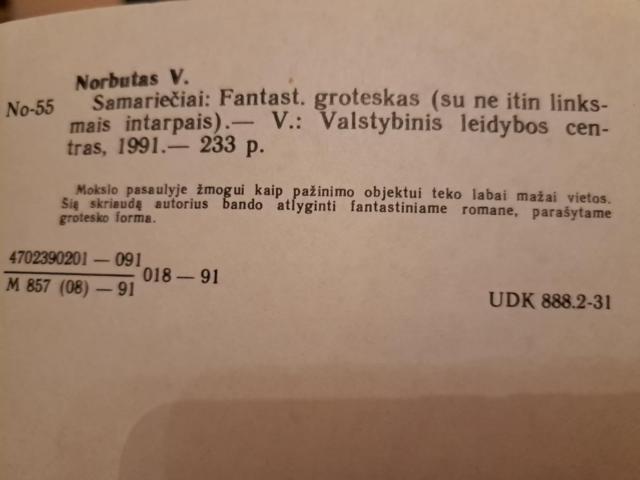 Norbutas V.
No-55 Samariečiai: Fantast. groteskas (su ne itin links-
mais intarpais).— V.: Valstybinis leidybos cen-
tras, 1991.— 233 p.
Mokslo pasaulyje žmogui kaip pažinimo objektui teko labai mažai vietos.
Šią skriaudą autorius bando atlyginti fantastiniame romane, parašytame
grotesko forma.
4702390201 — 091
018 — 91
M 857 (08) — 91
UDK 888.2-31